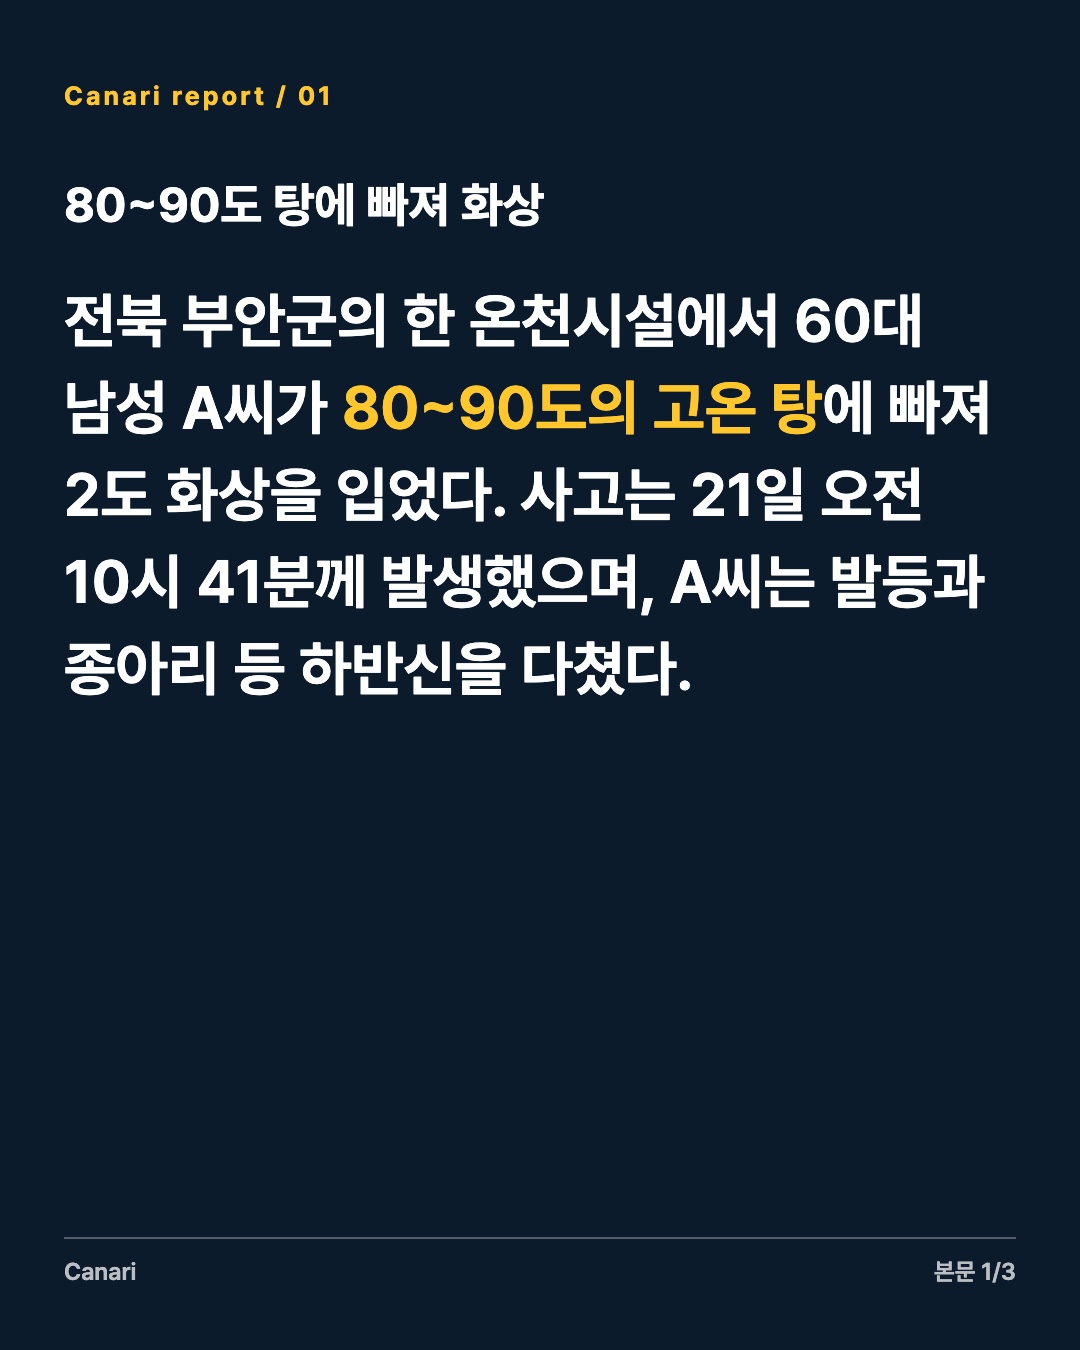 Canari report / 01
80~90도 탕에 빠져 화상
전북 부안군의 한 온천시설에서 60대
남성 A씨가 80~90도의 고온 탕에 빠져
2도 화상을 입었다. 사고는 21일 오전
10시 41분께 발생했으며, A씨는 발등과
종아리 등 하반신을 다쳤다.
Canari
본문 1/3